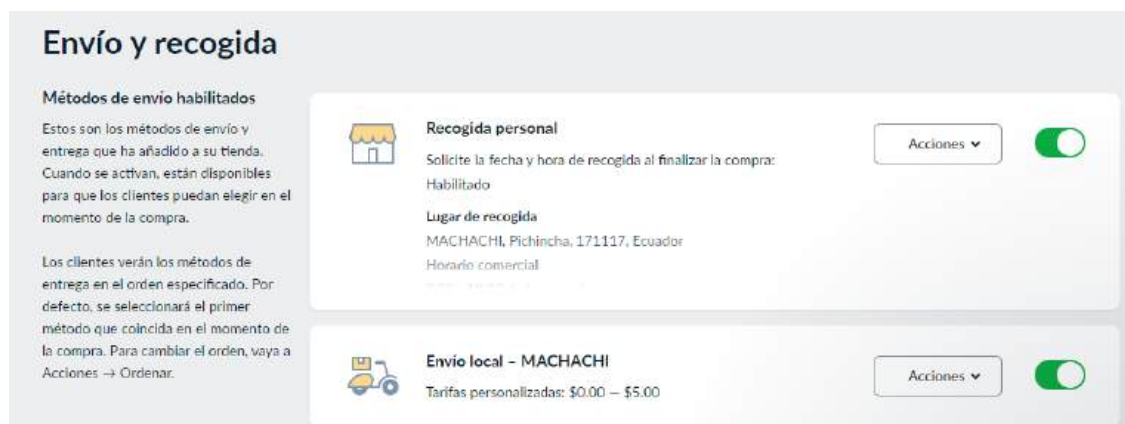 Envío y recogida
Métodos de envío habilitados
Estos son los métodos de envío y
entrega que ha añadido a su tienda.
Cuando se activan, están disponibles
para que los clientes puedan elegir en el
momento de la compra.
Los clientes verán los métodos de
entrega en el orden especificado. Por
defecto, se seleccionará el primer
método que coincida en el momento de
la compra. Para cambiar el orden, vaya a
Acciones → Ordenar.
Recogida personal
Solicite la fecha y hora de recogida al finalizar la compra:
Habilitado
Lugar de recogida
MACHACHI, Pichincha, 171117, Ecuador
Horario comercial
Acciones
Envío local – MACHACHI
Tarifas personalizadas: $0.00 — $5.00
Acciones